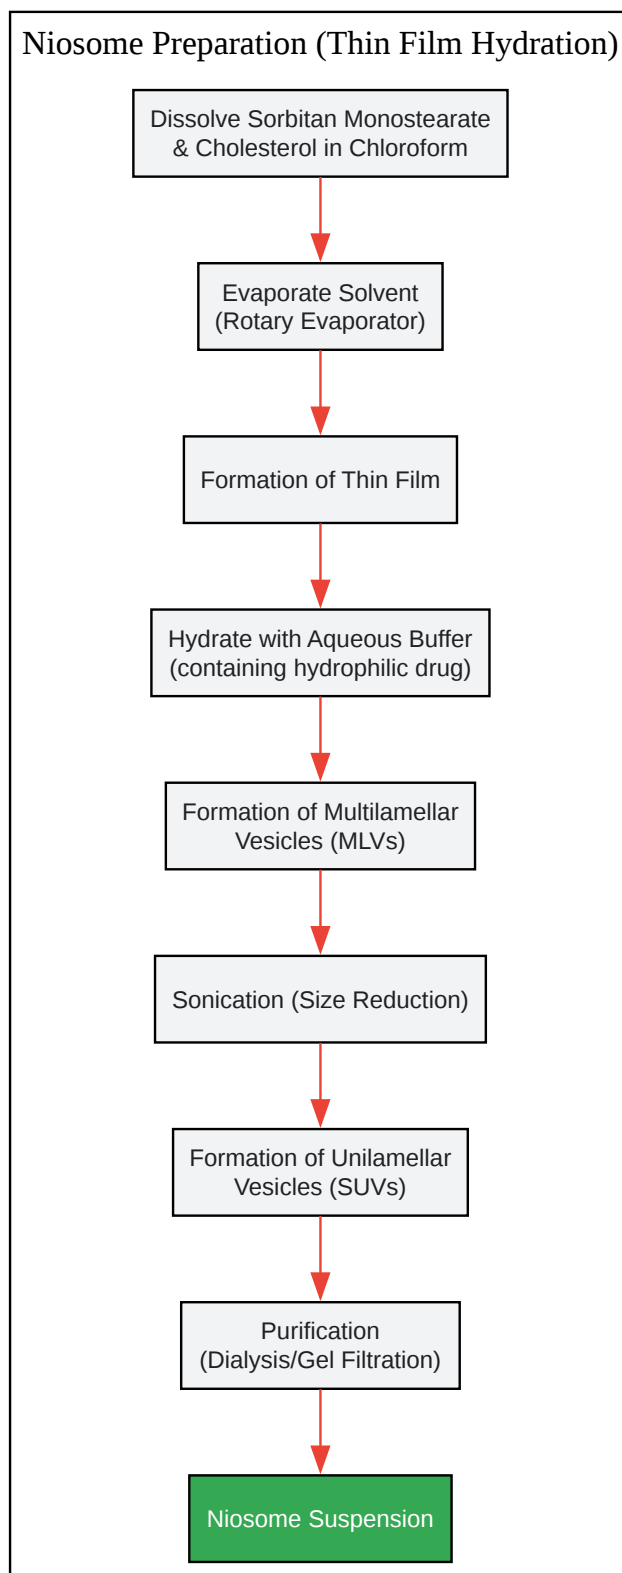 Niosome Preparation (Thin Film Hydration)
Dissolve Sorbitan Monostearate
& Cholesterol in Chloroform
Evaporate Solvent
(Rotary Evaporator)
Formation of Thin Film
Hydrate with Aqueous Buffer
(containing hydrophilic drug)
Formation of Multilamellar
Vesicles (MLVs)
Sonication (Size Reduction)
Formation of Unilamellar
Vesicles (SUVs)
Purification
(Dialysis/Gel Filtration)
Niosome Suspension